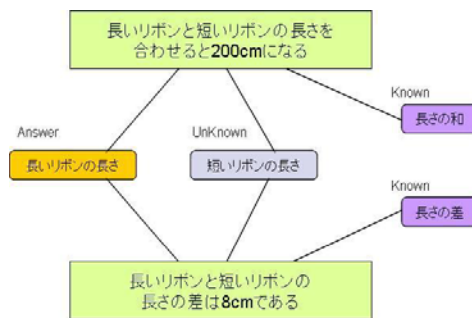 長いリボンと短いリボンの長さを
合わせると200cmになる
Known
長さの和
Answer
UnKnown
長いリボンの長さ
短いリボンの長さ
Known
長さの差
長いリボンと短いリボンの
長さの差は8cmである